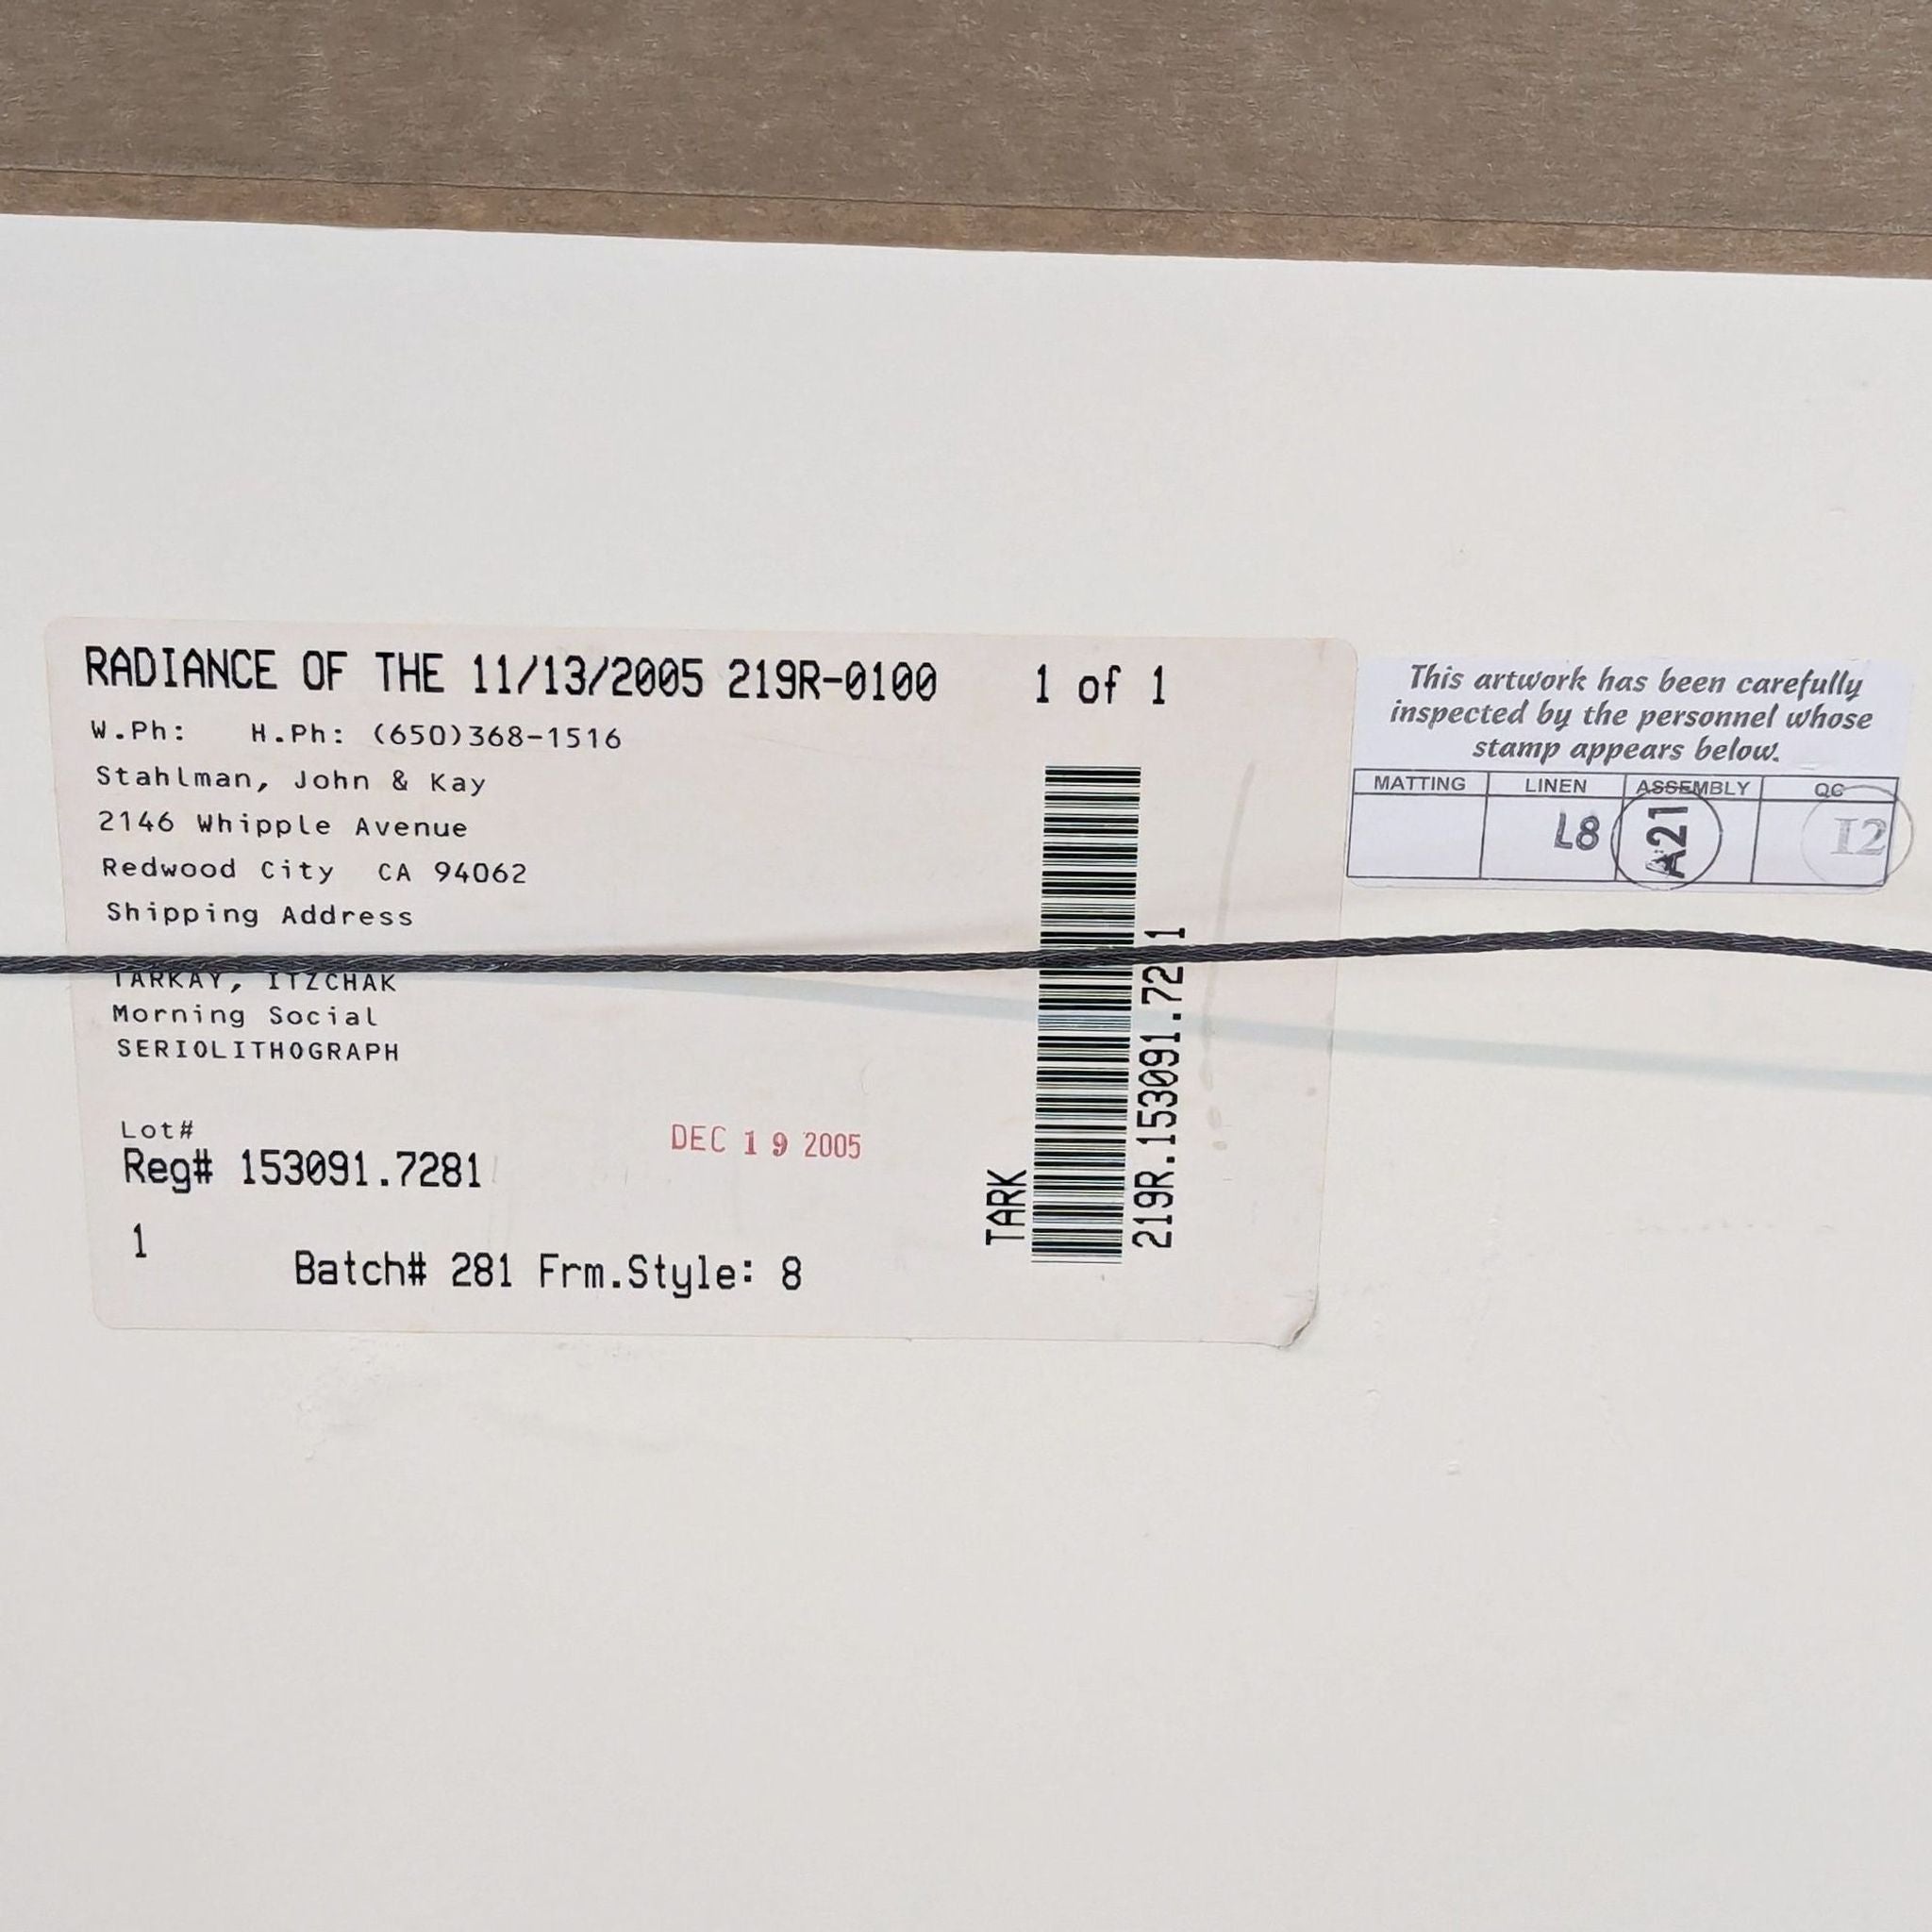 RADIANCE OF THE 11/13/2005 219R-0100 1 of 1
W.Ph: H.Ph: (650)368-1516
Stahlman, John & Kay
2146 Whipple Avenue
Redwood City CA 94062
Shipping Address
TARKAY, ITZCHAK
Morning Social
SERIOLITHOGRAPH
Lot#
Reg# 153091.7281
DEC 19 2005
1
Batch# 281 Frm.Style: 8
TARK
219R.153091.7281
This artwork has been carefully
inspected by the personnel whose
stamp appears below.
MATTING LINEN ASSEMBLY QC
L8 A21 I2